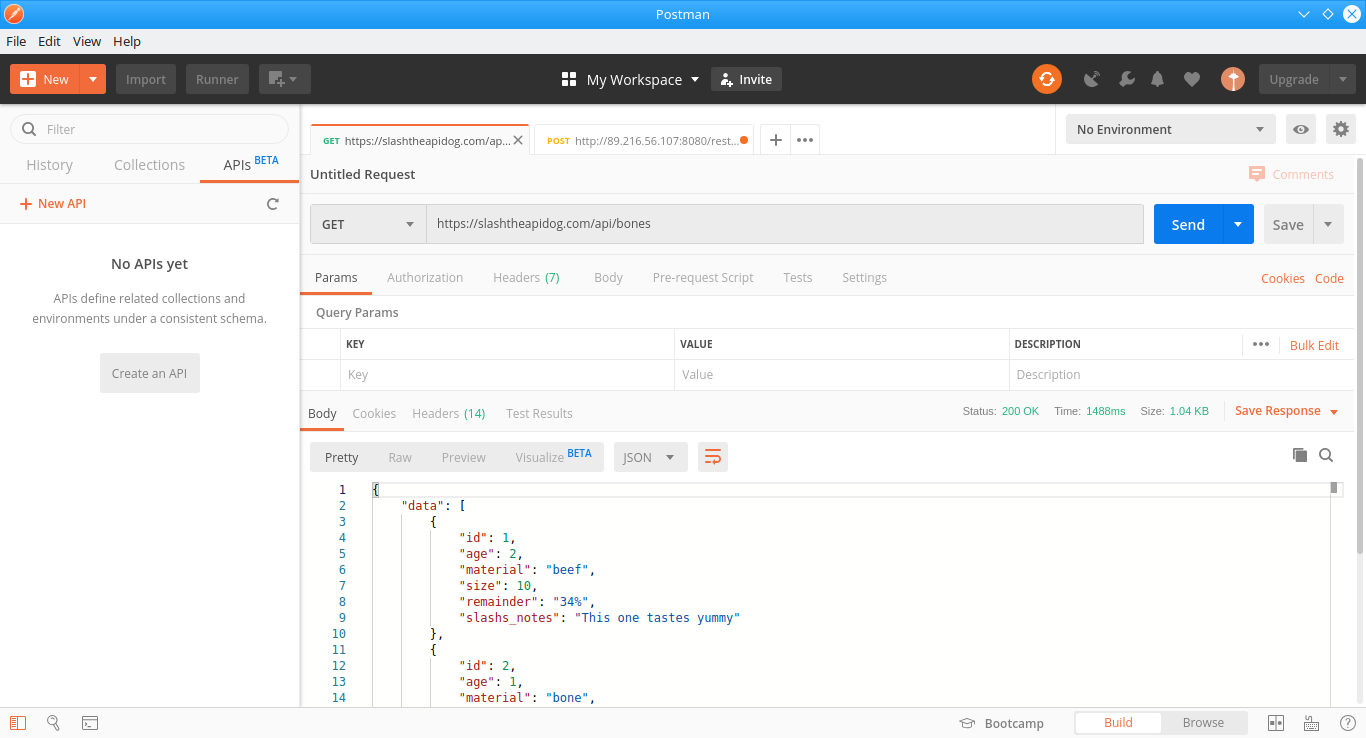 Postman
File Edit View Help
New Import Runner My Workspace Invite Upgrade
Filter
History Collections APIs BETA
New API
No APIs yet
APIs define related collections and
environments under a consistent schema.
Create an API
GET https://slashtheapidog.com/ap... POST http://89.216.56.107:8080/rest... No Environment
Untitled Request Comments
GET https://slashtheapidog.com/api/bones Send Save
Params Authorization Headers (7) Body Pre-request Script Tests Settings Cookies Code
Query Params
KEY VALUE DESCRIPTION Bulk Edit
Key Value Description
Body Cookies Headers (14) Test Results Status: 200 OK Time: 1488ms Size: 1.04 KB Save Response
Pretty Raw Preview Visualize BETA JSON
1 {
2 "data": [
3 {
4 "id": 1,
5 "age": 2,
6 "material": "beef",
7 "size": 10,
8 "remainder": "34%",
9 "slashs_notes": "This one tastes yummy"
10 },
11 {
12 "id": 2,
13 "age": 1,
14 "material": "bone",
Bootcamp Build Browse